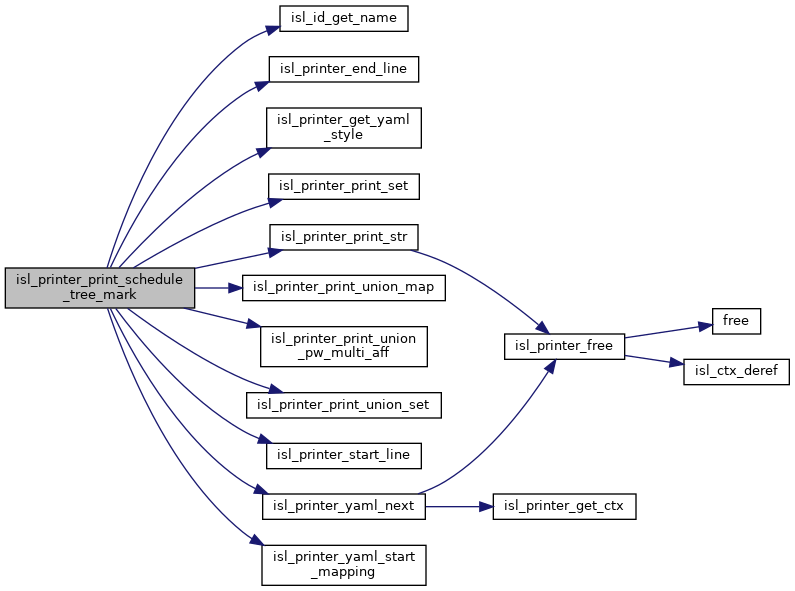 isl_id_get_name
isl_printer_end_line
isl_printer_get_yaml
_style
isl_printer_print_set
isl_printer_print_str
isl_printer_print_schedule
_tree_mark
isl_printer_print_union_map
isl_printer_print_union
_pw_multi_aff
isl_printer_print_union_set
isl_printer_start_line
isl_printer_yaml_next
isl_printer_yaml_start
_mapping
isl_printer_free
isl_printer_get_ctx
free
isl_ctx_deref